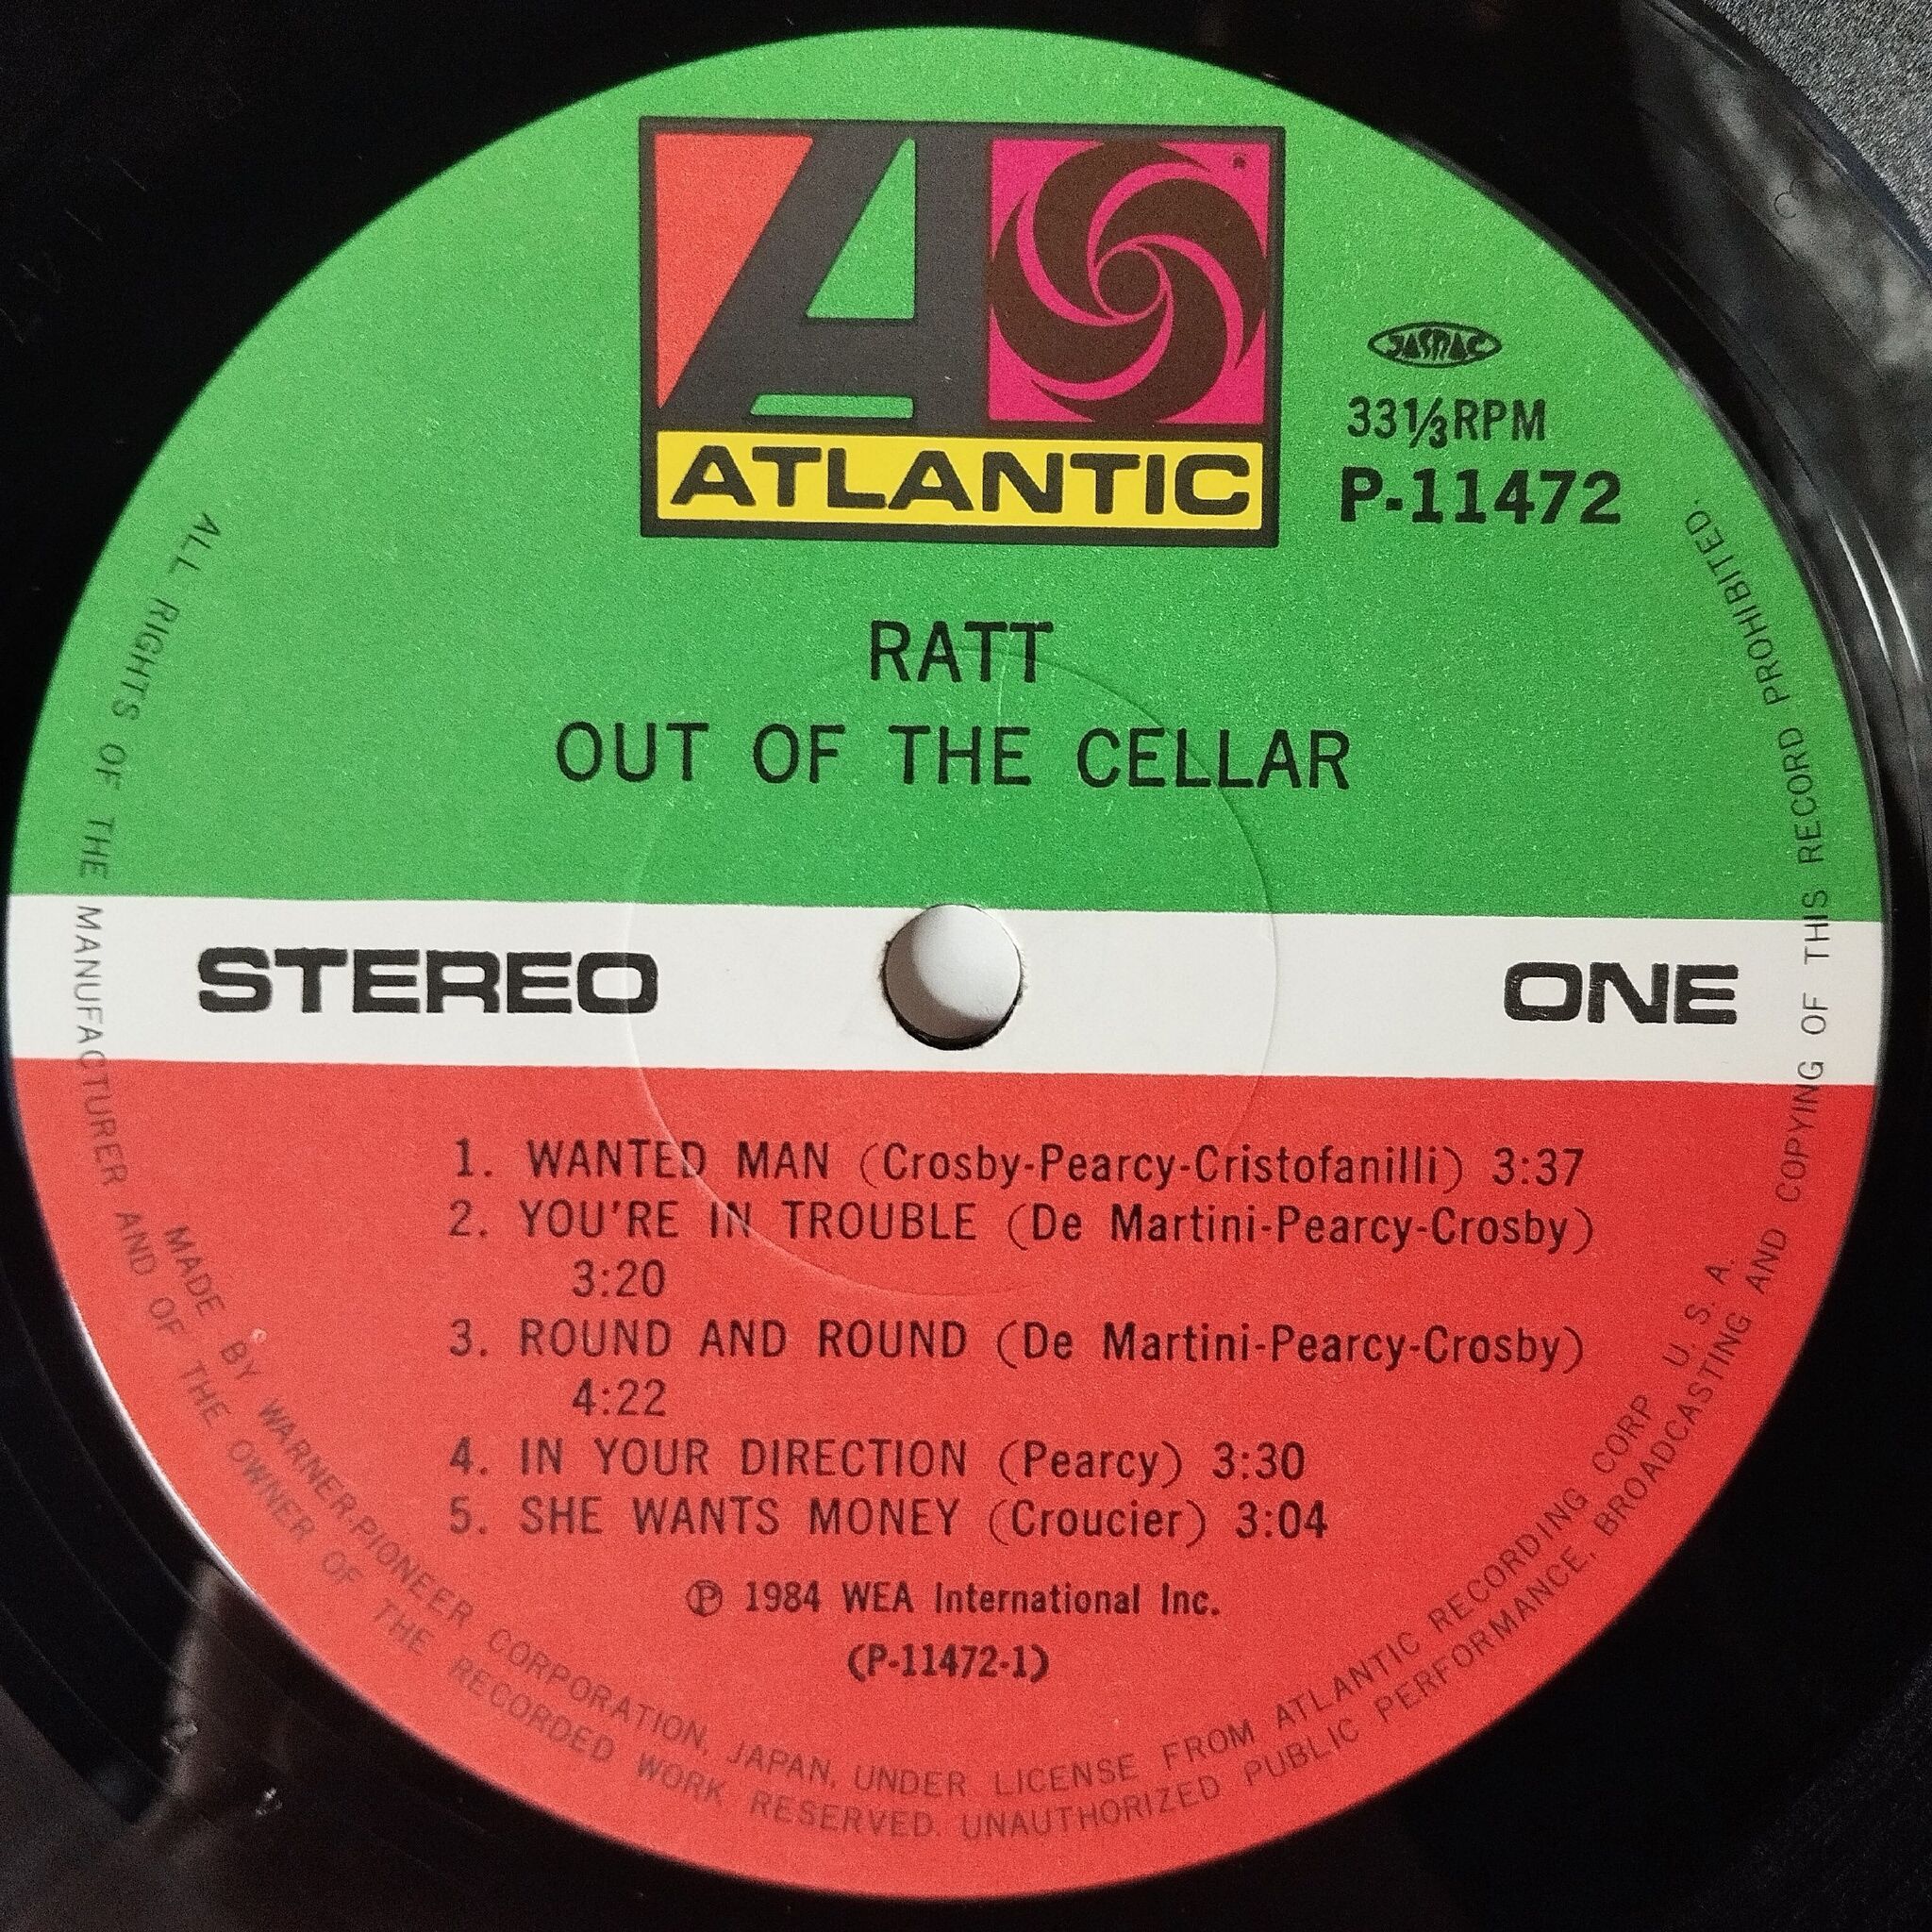 ATLANTIC
JASRAC
33⅓RPM
P-11472
RATT
OUT OF THE CELLAR
STEREO
ONE
1. WANTED MAN (Crosby-Pearcy-Cristofanilli) 3:37
2. YOU'RE IN TROUBLE (De Martini-Pearcy-Crosby)
3:20
3. ROUND AND ROUND (De Martini-Pearcy-Crosby)
4:22
4. IN YOUR DIRECTION (Pearcy) 3:30
5. SHE WANTS MONEY (Croucier) 3:04
Ⓟ 1984 WEA International Inc.
(P-11472-1)
MADE BY WARNER-PIONEER CORPORATION, JAPAN, UNDER LICENSE FROM ATLANTIC RECORDING CORP U. S. A.
ALL RIGHTS OF THE MANUFACTURER AND OF THE OWNER OF THE RECORDED WORK RESERVED. UNAUTHORIZED PUBLIC PERFORMANCE, BROADCASTING AND COPYING OF THIS RECORD PROHIBITED.